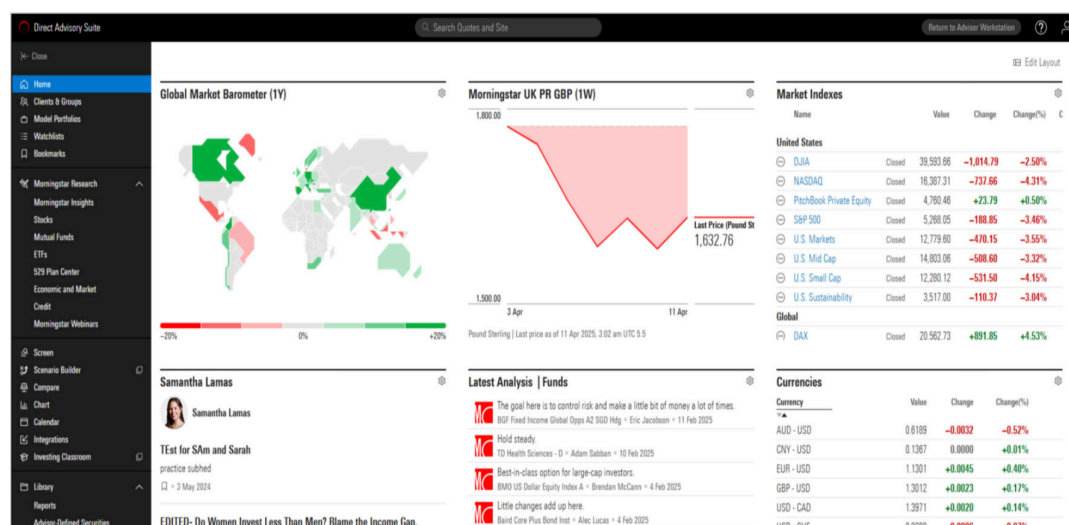 Direct Advisory Suite
Search Quotes and Site
Return to Adviser Workstation
Close
Edit Layout
Home
Clients & Groups
Model Portfolios
Watchlists
Bookmarks
Morningstar Research
Morningstar Insights
Stocks
Mutual Funds
ETFs
529 Plan Center
Economic and Market
Credit
Morningstar Webinars
Screen
Scenario Builder
Compare
Chart
Calendar
Integrations
Investing Classroom
Library
Reports
Advisor-Defined Securities
Global Market Barometer (1Y)
-20%
0%
+20%
Morningstar UK PR GBP (1W)
1,800.00
Last Price (Pound St
1,632.76
1,500.00
3 Apr
11 Apr
Pound Sterling | Last price as of 11 Apr 2025, 3:02 am UTC 5.5
Market Indexes
Name Value Change Change(%) C
United States
DJIA Closed 39,593.66 −1,014.79 −2.50%
NASDAQ Closed 16,387.31 −737.66 −4.31%
PitchBook Private Equity Closed 4,760.46 +23.79 +0.50%
S&P 500 Closed 5,268.05 −188.85 −3.46%
U.S. Markets Closed 12,779.60 −470.15 −3.55%
U.S. Mid Cap Closed 14,803.06 −508.60 −3.32%
U.S. Small Cap Closed 12,280.12 −531.50 −4.15%
U.S. Sustainability Closed 3,517.00 −110.37 −3.04%
Global
DAX Closed 20,562.73 +891.85 +4.53%
Samantha Lamas
Samantha Lamas
TEst for SAm and Sarah
practice subhed
3 May 2024
EDITED- Do Women Invest Less Than Men? Blame the Income Gap.
Latest Analysis | Funds
The goal here is to control risk and make a little bit of money a lot of times.
BGF Fixed Income Global Opps A2 SGD Hdg • Eric Jacobson • 11 Feb 2025
Hold steady.
TD Health Sciences - D • Adam Sabban • 10 Feb 2025
Best-in-class option for large-cap investors.
BMO US Dollar Equity Index A • Brendan McCann • 4 Feb 2025
Little changes add up here.
Baird Core Plus Bond Inst • Alec Lucas • 4 Feb 2025
Currencies
Currency Value Change Change(%)
AUD - USD 0.6189 −0.0032 −0.52%
CNY - USD 0.1367 0.0000 +0.01%
EUR - USD 1.1301 +0.0045 +0.40%
GBP - USD 1.3012 +0.0023 +0.17%
USD - CAD 1.3971 +0.0020 +0.14%